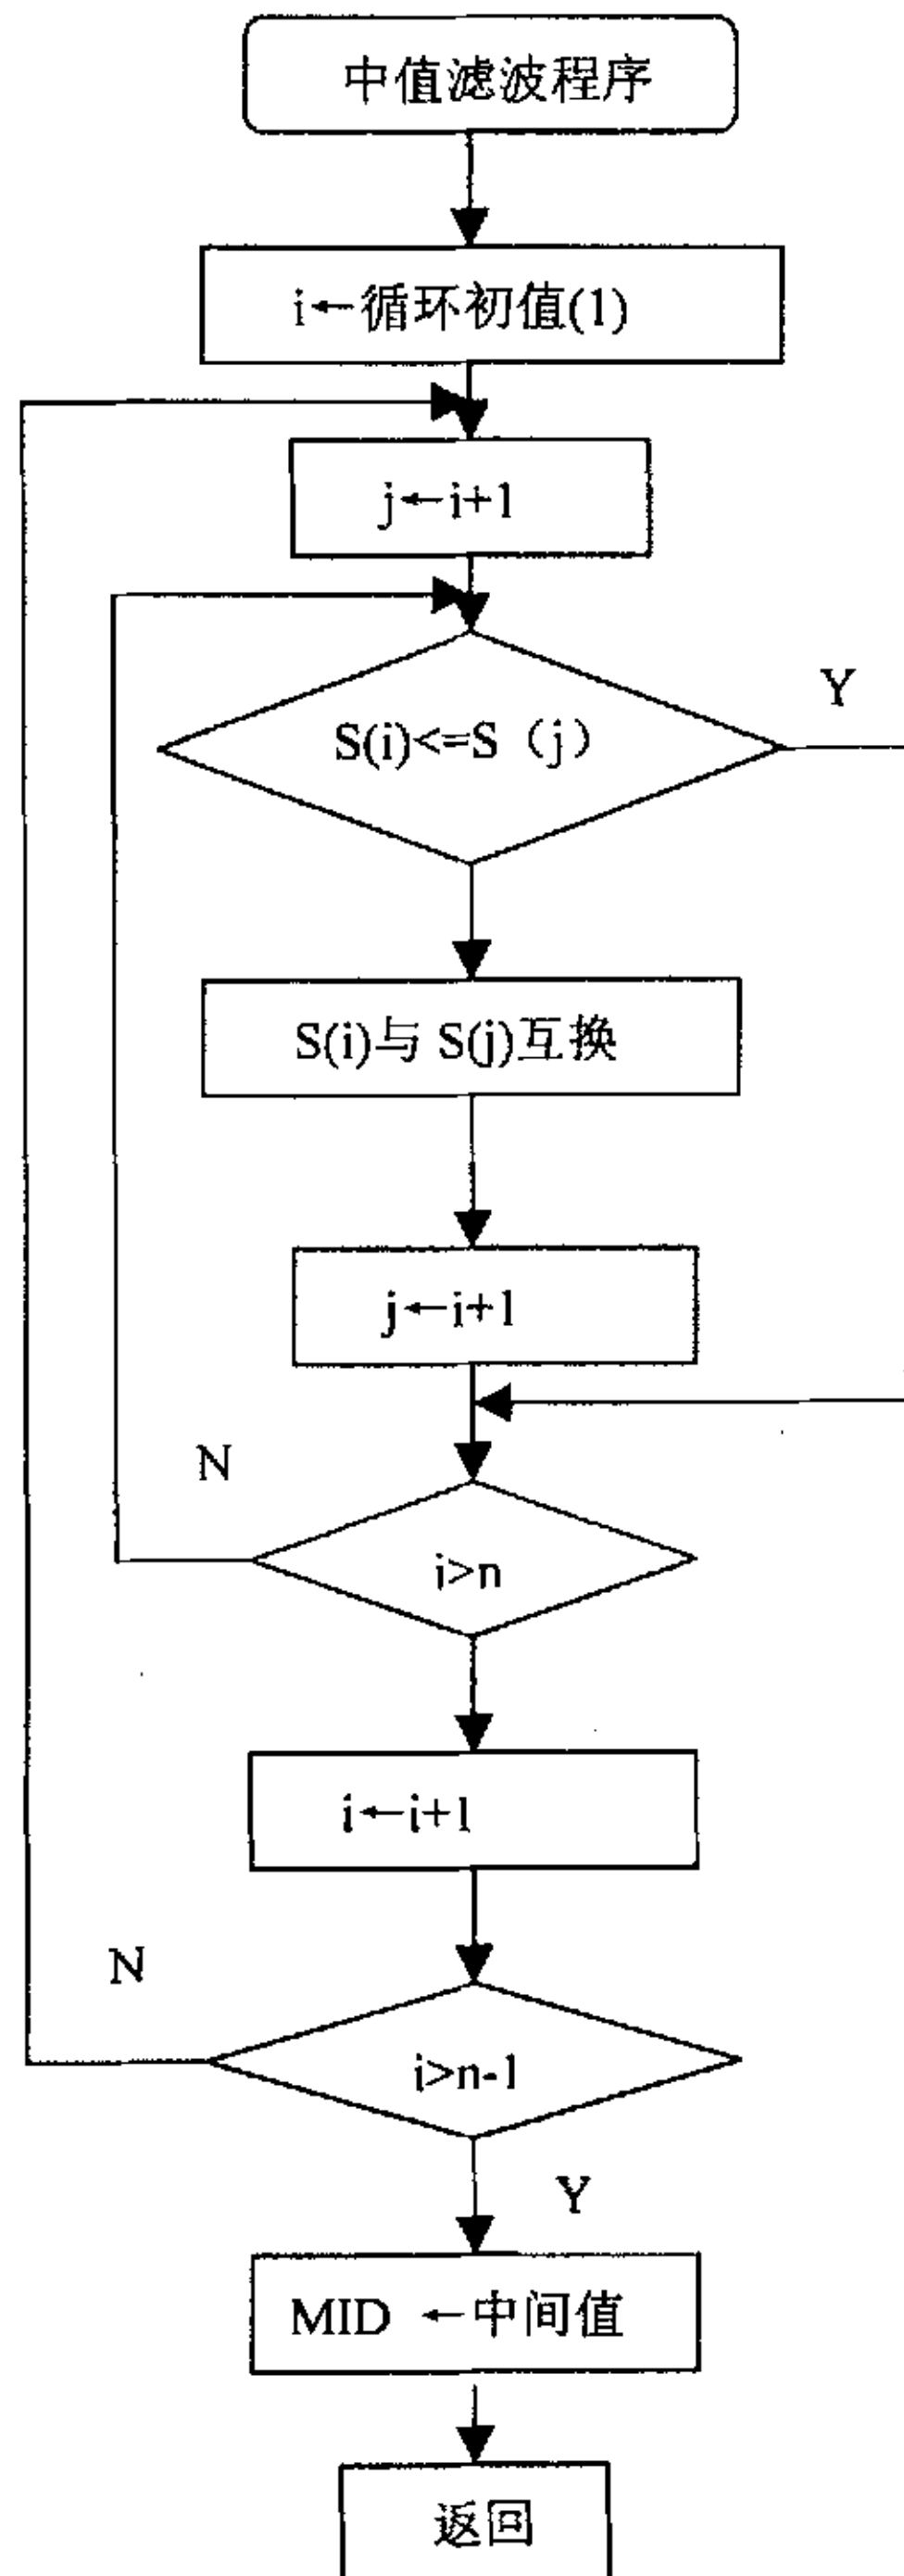 中值滤波程序
i←循环初值(1)
j←i+1
S(i)<=S（j）
Y
S(i)与 S(j)互换
j←i+1
N
i>n
i←i+1
N
i>n-1
Y
MID ←中间值
返回